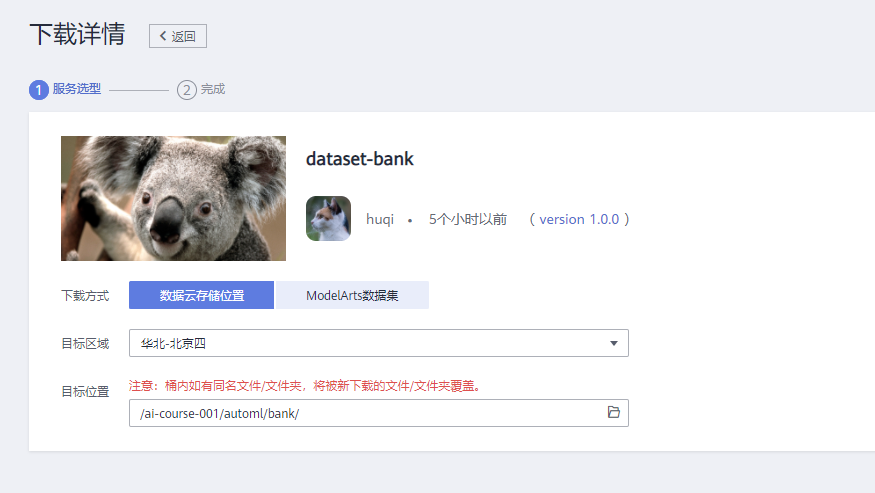 下载详情
返回
1 服务选型
2 完成
dataset-bank
huqi • 5个小时以前 ( version 1.0.0 )
下载方式 数据云存储位置 ModelArts数据集
目标区域 华北-北京四
目标位置 注意：桶内如有同名文件/文件夹，将被新下载的文件/文件夹覆盖。
/ai-course-001/automl/bank/